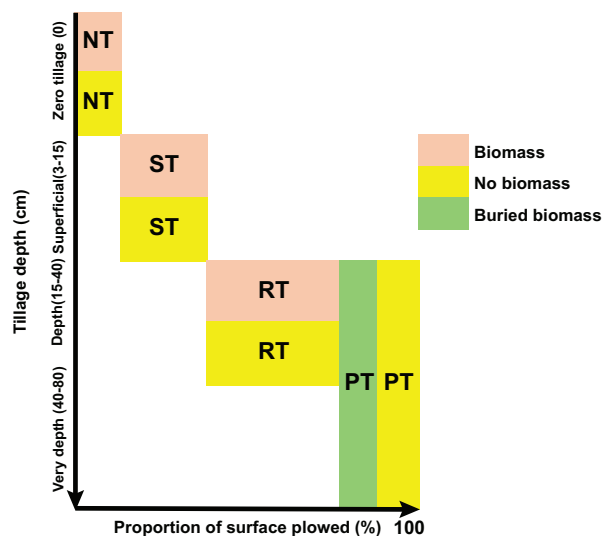 Tillage depth (cm)
Zero tillage (0)
Superficial(3-15)
Depth(15-40)
Very depth (40-80)
NT
NT
ST
ST
RT
RT
PT
PT
Biomass
No biomass
Buried biomass
Proportion of surface plowed (%)
100